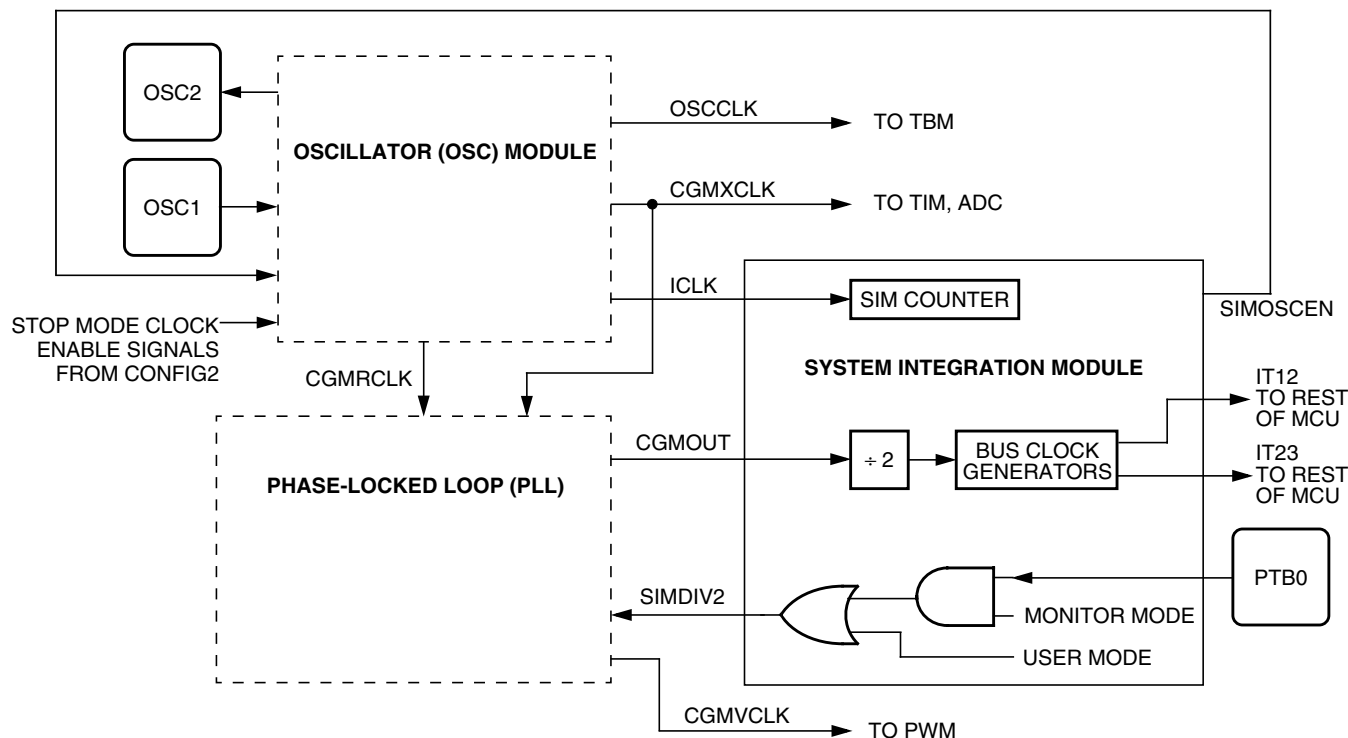 OSC2
OSCCLK
TO TBM
OSCILLATOR (OSC) MODULE
OSC1
CGMXCLK
TO TIM, ADC
ICLK
SIM COUNTER
SIMOSCEN
STOP MODE CLOCK
ENABLE SIGNALS
FROM CONFIG2
SYSTEM INTEGRATION MODULE
CGMRCLK
IT12
TO REST
OF MCU
CGMOUT
÷ 2
BUS CLOCK
GENERATORS
IT23
TO REST
OF MCU
PHASE-LOCKED LOOP (PLL)
PTB0
SIMDIV2
MONITOR MODE
USER MODE
CGMVCLK
TO PWM